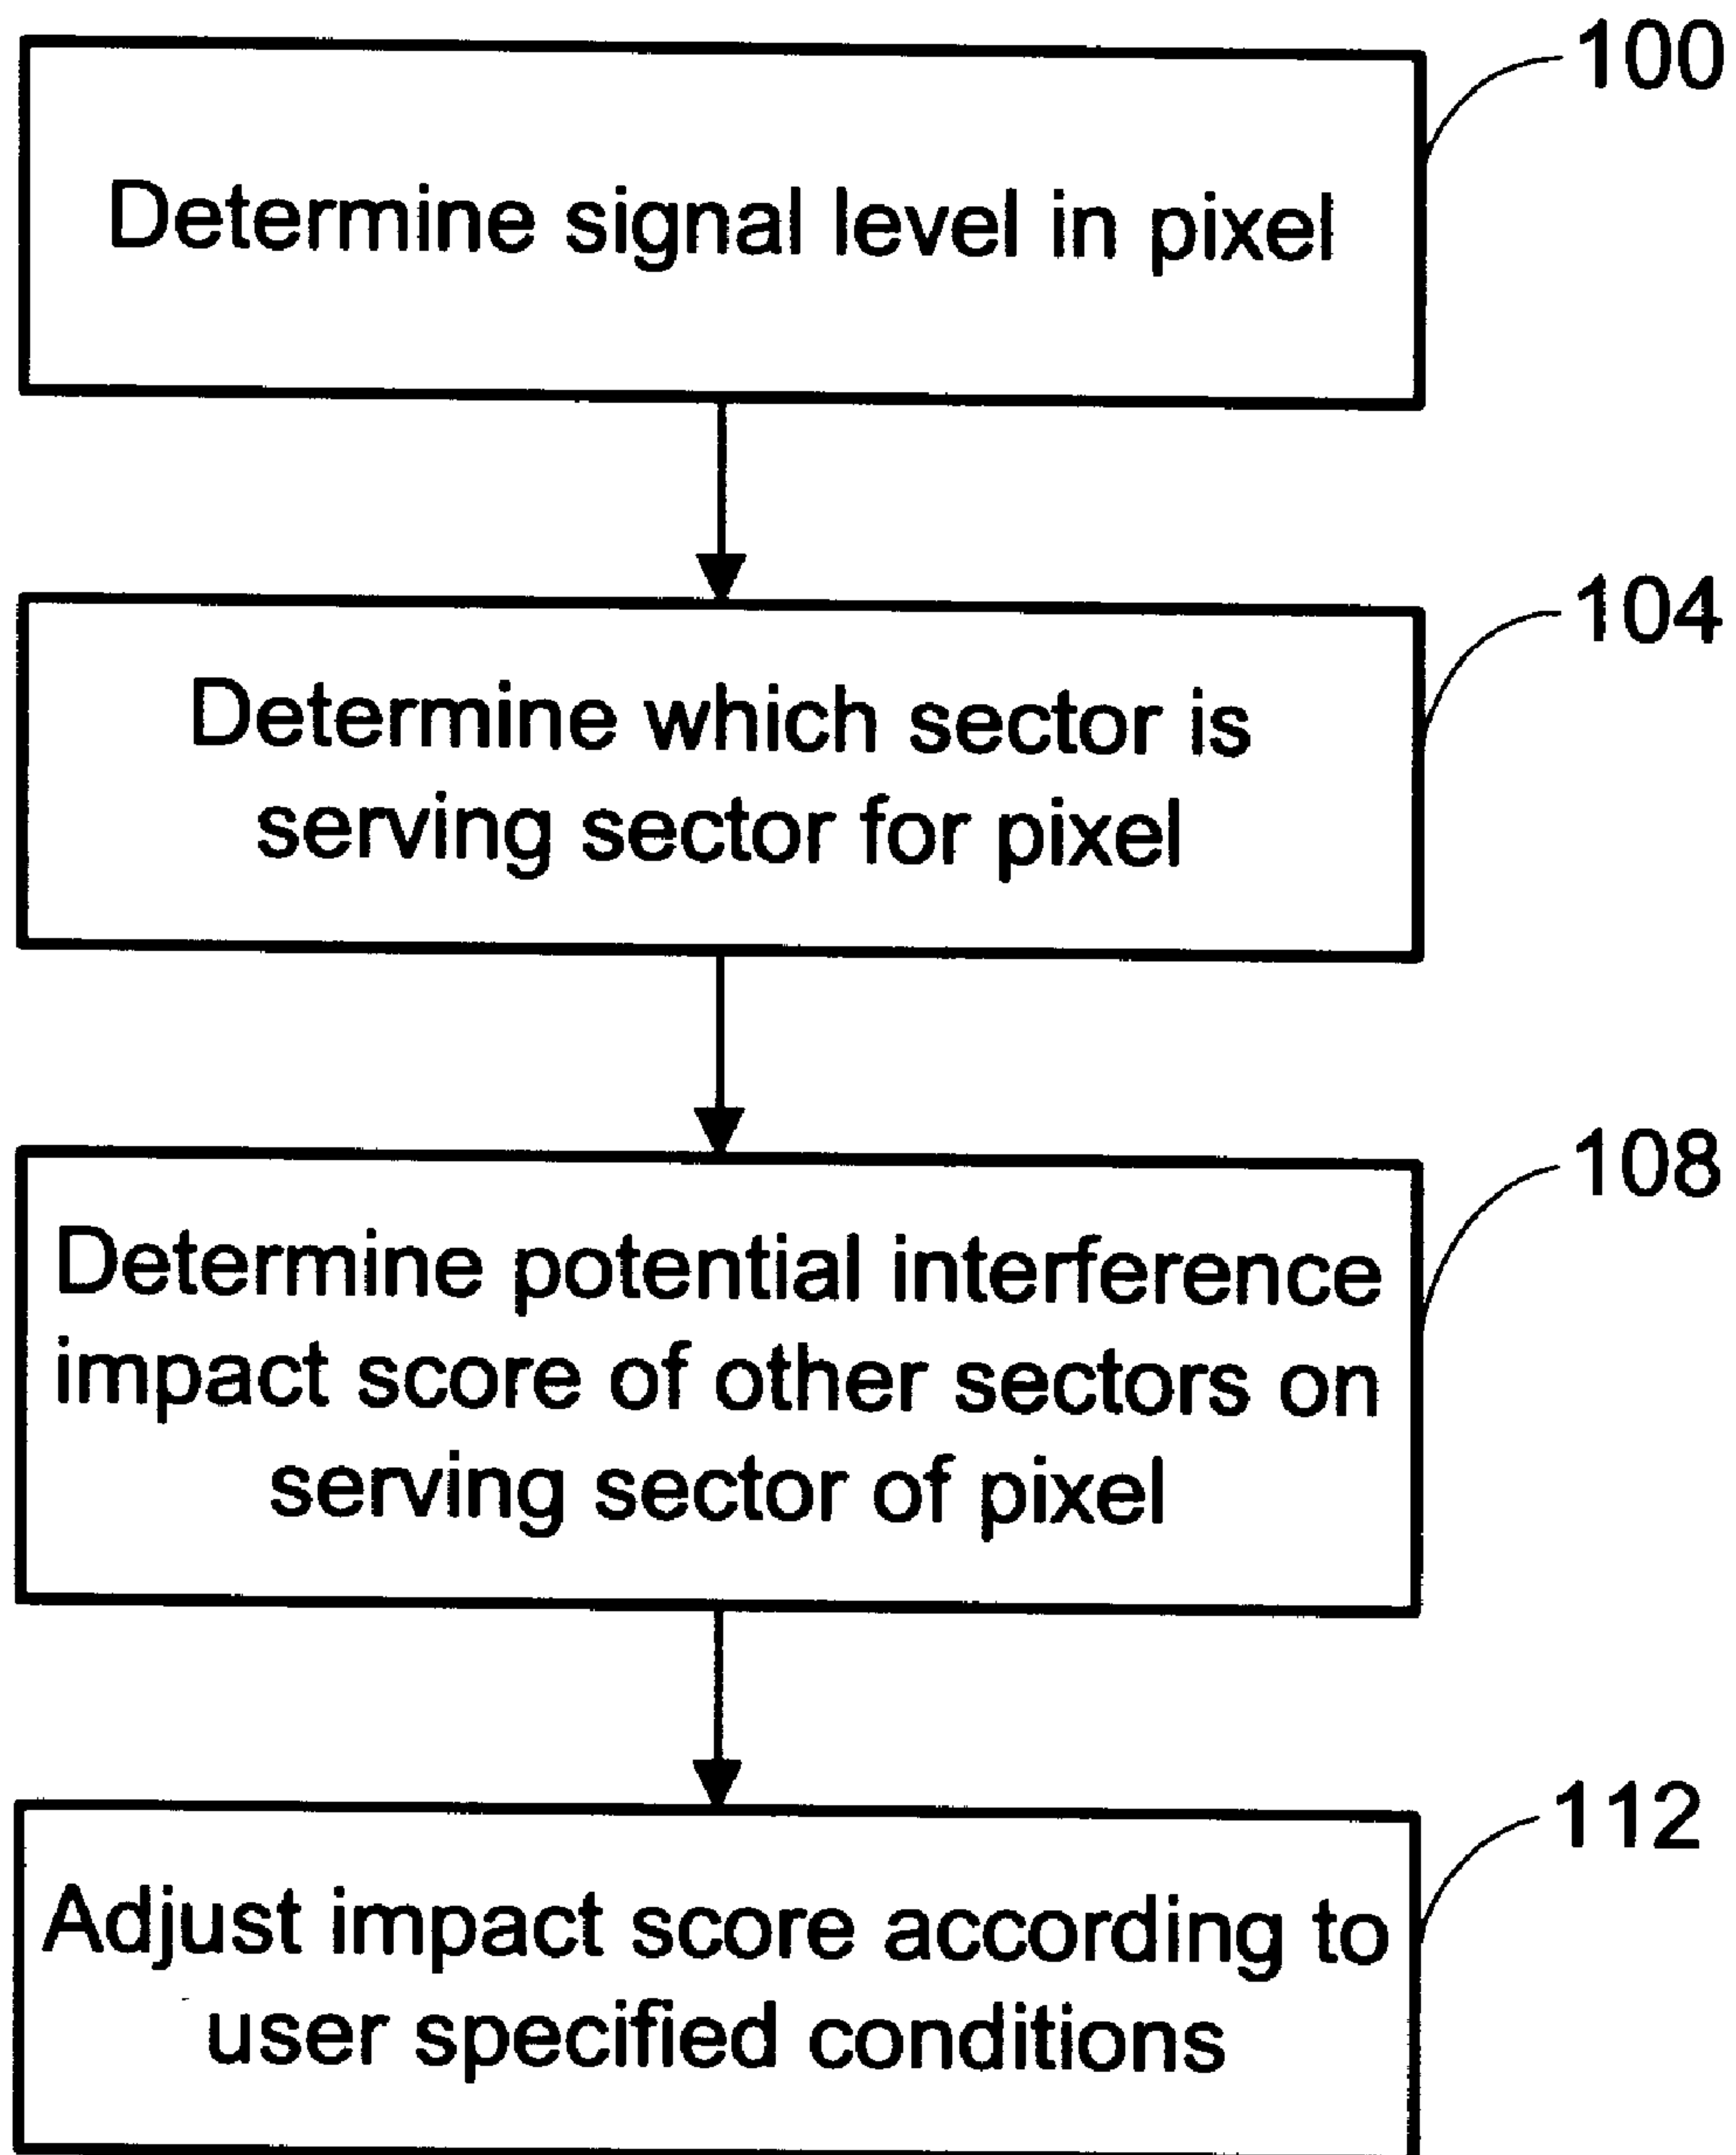 100
Determine signal level in pixel
104
Determine which sector is
serving sector for pixel
108
Determine potential interference
impact score of other sectors on
serving sector of pixel
112
Adjust impact score according to
user specified conditions